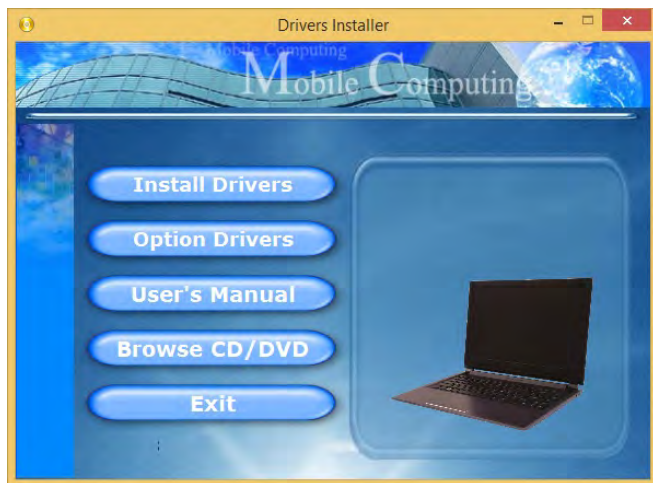 Drivers Installer
Mobile Computing
Mobile Computing
Install Drivers
Option Drivers
User's Manual
Browse CD/DVD
Exit